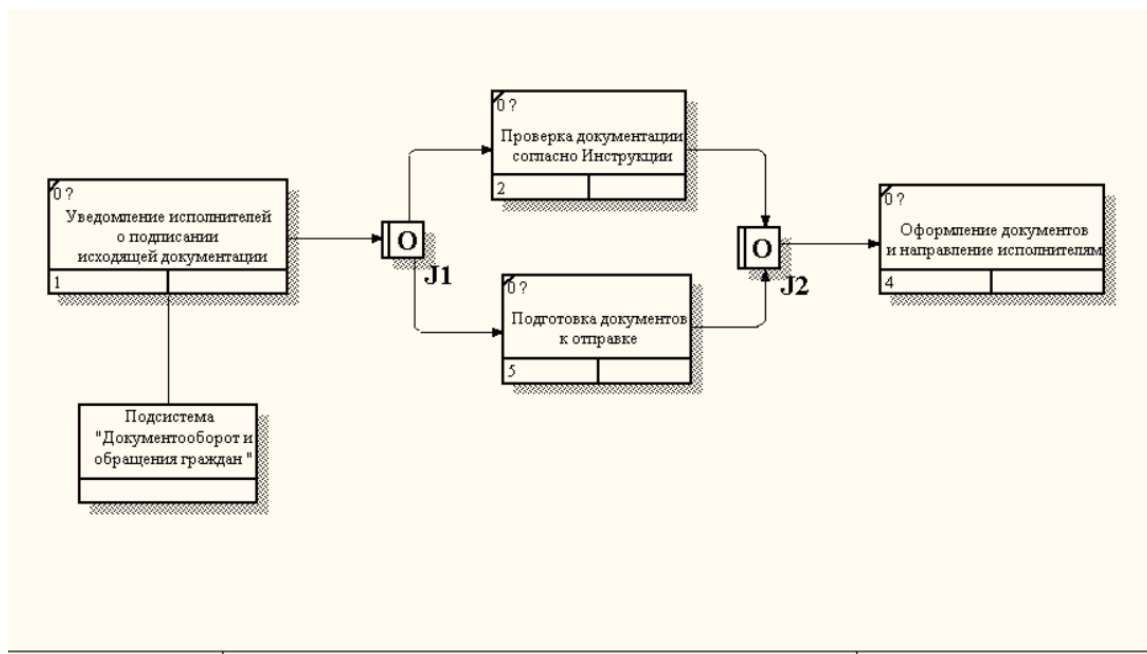 0 ?
Проверка документации
согласно Инструкции
2
0 ?
Уведомление исполнителей
о подписании
исходящей документации
1
O
J1
O
J2
0 ?
Оформление документов
и направление исполнителям
4
0 ?
Подготовка документов
к отправке
5
Подсистема
"Документооборот и
обращения граждан "